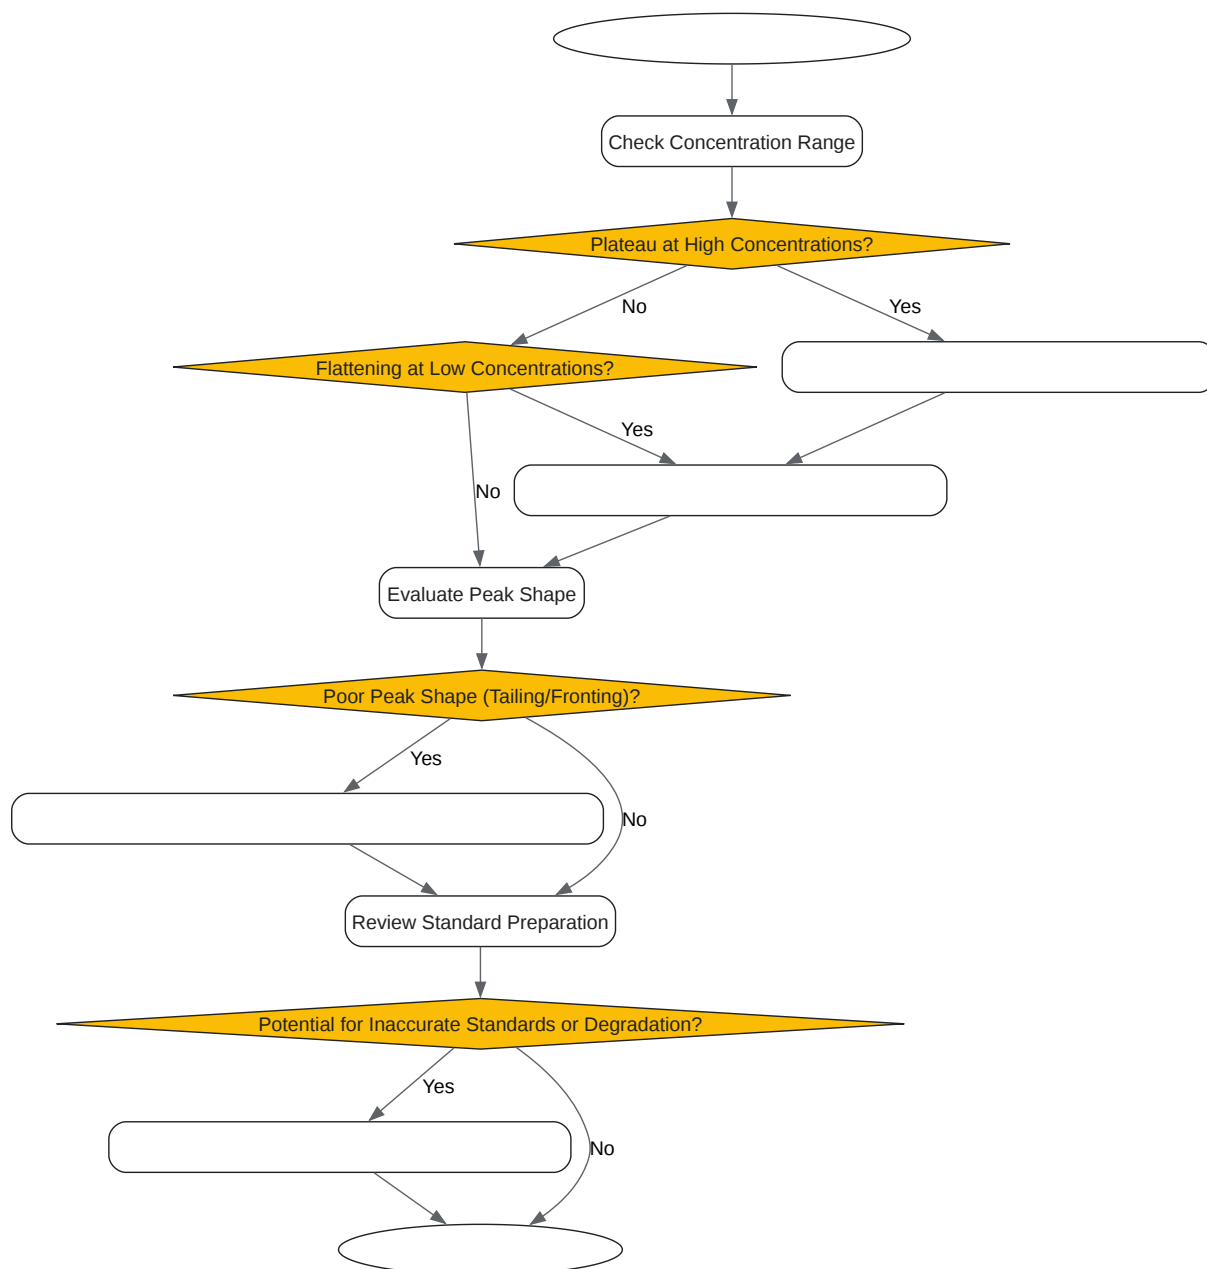 Check Concentration Range
Plateau at High Concentrations?
No
Yes
Flattening at Low Concentrations?
Yes
No
Evaluate Peak Shape
Poor Peak Shape (Tailing/Fronting)?
Yes
No
Review Standard Preparation
Potential for Inaccurate Standards or Degradation?
Yes
No